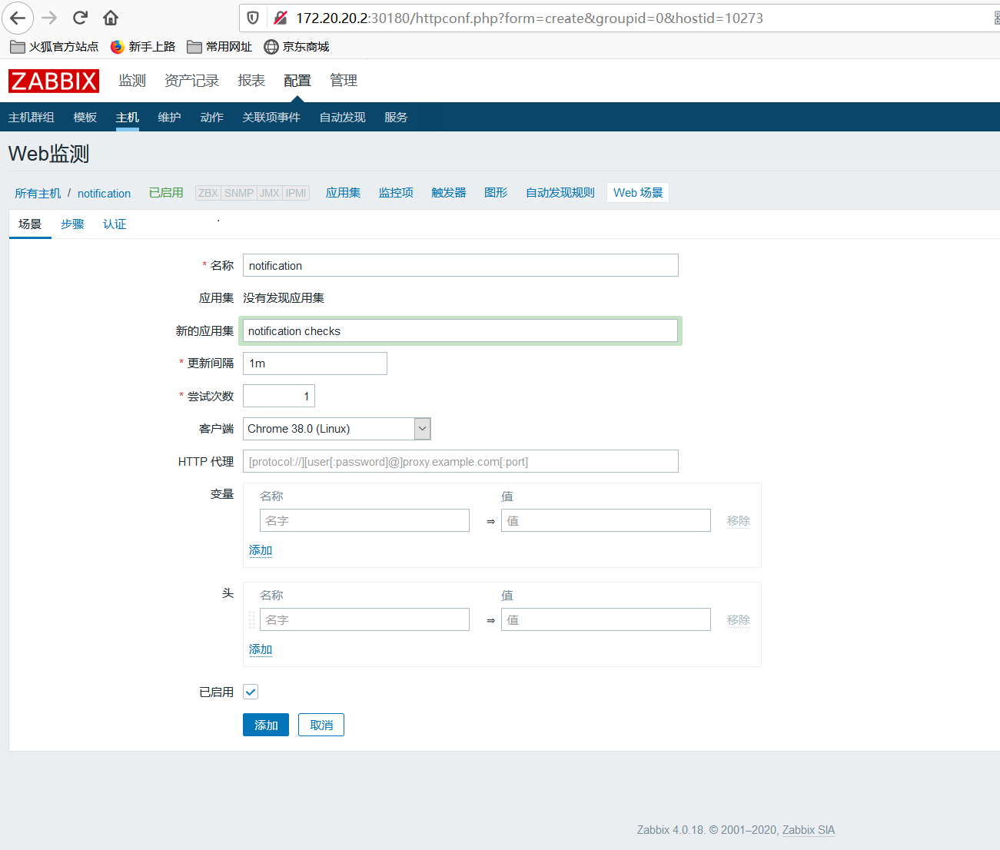 172.20.20.2:30180/httpconf.php?form=create&groupid=0&hostid=10273
火狐官方站点 新手上路 常用网址 京东商城
ZABBIX 监测 资产记录 报表 配置 管理
主机群组 模板 主机 维护 动作 关联项事件 自动发现 服务
Web监测
所有主机 / notification 已启用 ZBX SNMP JMX IPMI 应用集 监控项 触发器 图形 自动发现规则 Web 场景
场景 步骤 认证
* 名称 notification
应用集 没有发现应用集
新的应用集 notification checks
* 更新间隔 1m
* 尝试次数 1
客户端 Chrome 38.0 (Linux)
HTTP 代理 [protocol://][user[:password]@]proxy.example.com[:port]
变量 名称 值
名字 ⇒ 值 移除
添加
头 名称 值
名字 ⇒ 值 移除
添加
已启用
添加 取消
Zabbix 4.0.18. © 2001–2020, Zabbix SIA